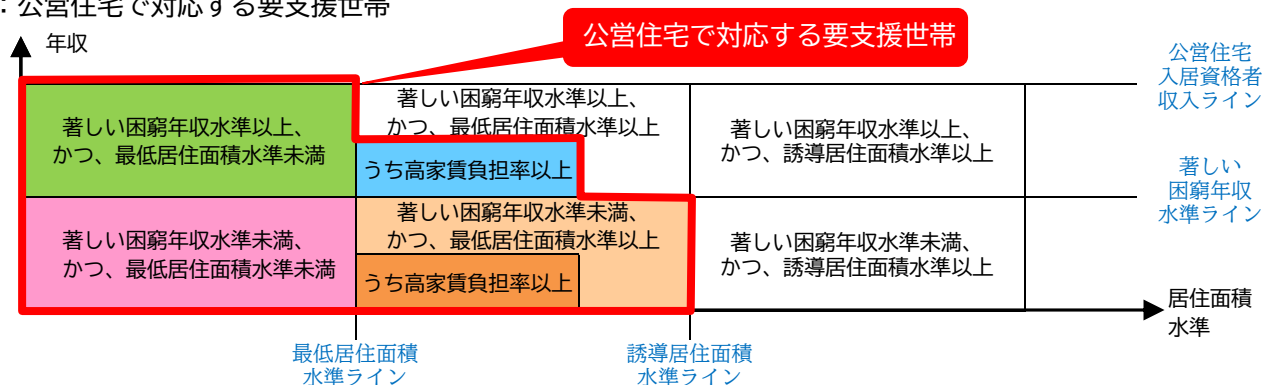 ：公営住宅で対応する要支援世帯
年収
公営住宅で対応する要支援世帯
公営住宅
入居資格者
収入ライン
著しい困窮年収水準以上、
かつ、最低居住面積水準未満
著しい困窮年収水準以上、
かつ、最低居住面積水準以上
うち高家賃負担率以上
著しい困窮年収水準以上、
かつ、誘導居住面積水準以上
著しい
困窮年収
水準ライン
著しい困窮年収水準未満、
かつ、最低居住面積水準未満
著しい困窮年収水準未満、
かつ、最低居住面積水準以上
うち高家賃負担率以上
著しい困窮年収水準未満、
かつ、誘導居住面積水準以上
居住面積
水準
最低居住面積
水準ライン
誘導居住面積
水準ライン